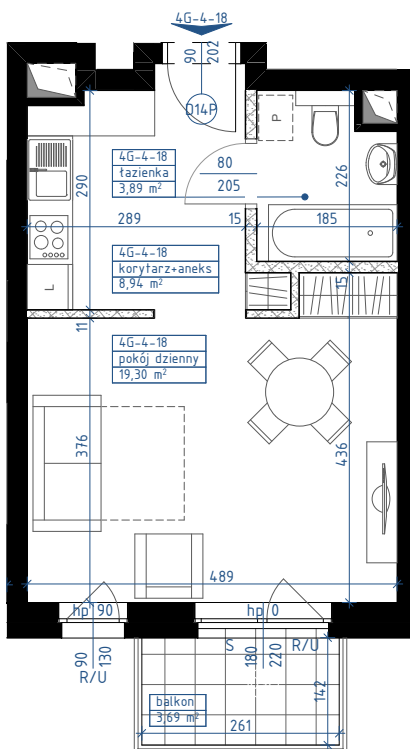 4G-4-18
90
202
D14P
P
4G-4-18
łazienka
3,89 m²
80
205
290
226
289
15
185
4G-4-18
korytarz+aneks
8,94 m²
15
L
11
4G-4-18
pokój dzienny
19,30 m²
376
436
489
hp 90
hp 0
90
130
R/U
S
R/U
180
220
142
balkon
3,69 m²
261